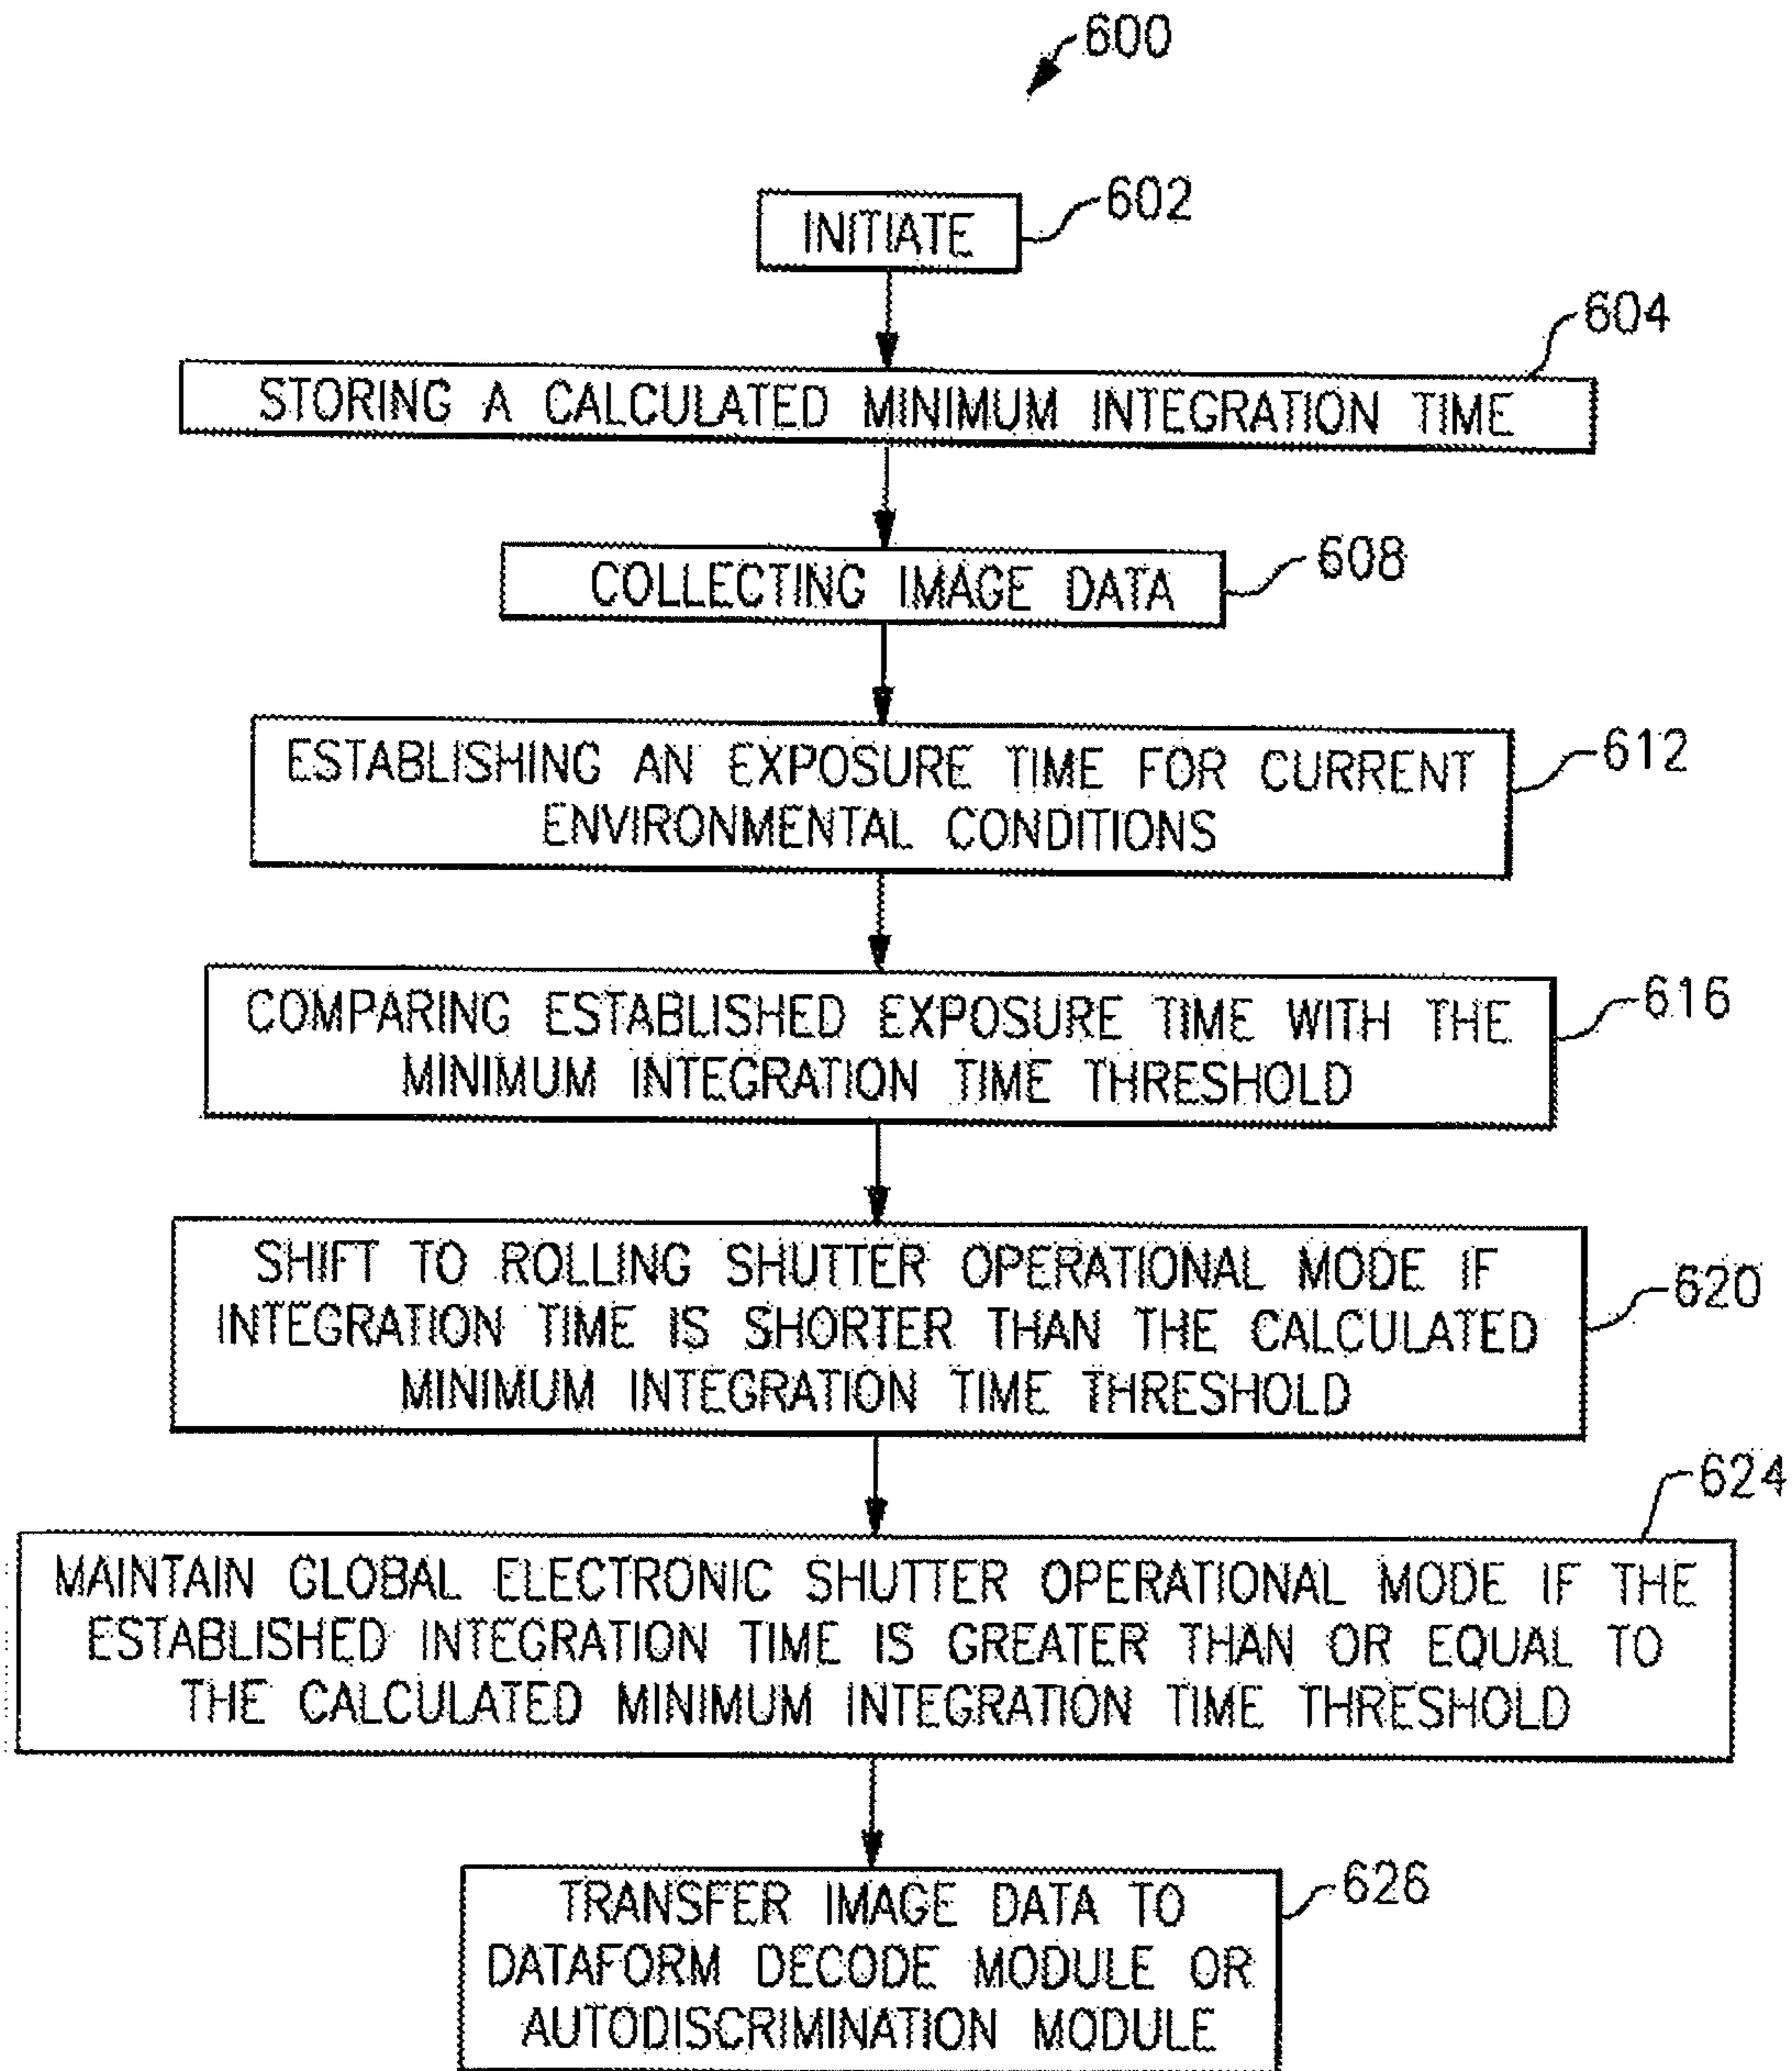 600
INITIATE
602
604
STORING A CALCULATED MINIMUM INTEGRATION TIME
COLLECTING IMAGE DATA
608
ESTABLISHING AN EXPOSURE TIME FOR CURRENT
ENVIRONMENTAL CONDITIONS
612
COMPARING ESTABLISHED EXPOSURE TIME WITH THE
MINIMUM INTEGRATION TIME THRESHOLD
616
SHIFT TO ROLLING SHUTTER OPERATIONAL MODE IF
INTEGRATION TIME IS SHORTER THAN THE CALCULATED
MINIMUM INTEGRATION TIME THRESHOLD
620
624
MAINTAIN GLOBAL ELECTRONIC SHUTTER OPERATIONAL MODE IF THE
ESTABLISHED INTEGRATION TIME IS GREATER THAN OR EQUAL TO
THE CALCULATED MINIMUM INTEGRATION TIME THRESHOLD
TRANSFER IMAGE DATA TO
DATAFORM DECODE MODULE OR
AUTODISCRIMINATION MODULE
626